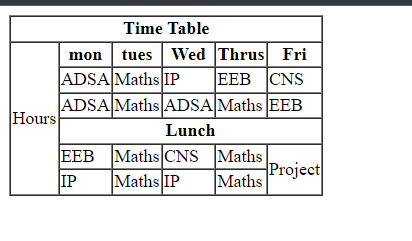 Time Table
mon tues Wed Thrus Fri
ADSA Maths IP EEB CNS
ADSA Maths ADSA Maths EEB
Hours
Lunch
EEB Maths CNS Maths
Project
IP Maths IP Maths